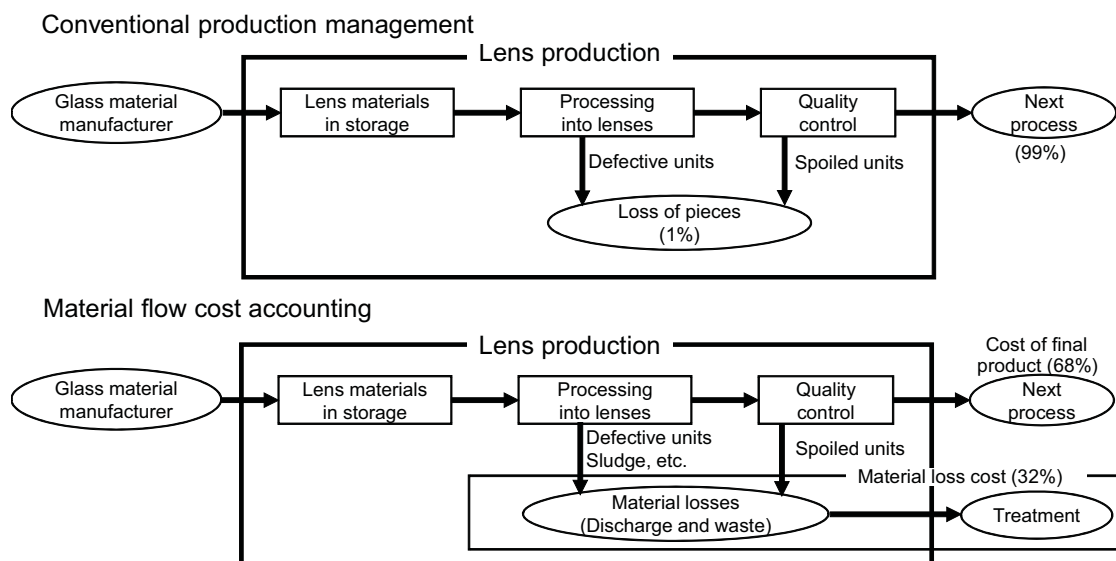 Conventional production management
Lens production
Glass material
manufacturer
Lens materials
in storage
Processing
into lenses
Quality
control
Next
process
(99%)
Defective units
Spoiled units
Loss of pieces
(1%)
Material flow cost accounting
Lens production
Cost of final
product (68%)
Glass material
manufacturer
Lens materials
in storage
Processing
into lenses
Quality
control
Next
process
Defective units
Sludge, etc.
Spoiled units
Material loss cost (32%)
Material losses
(Discharge and waste)
Treatment